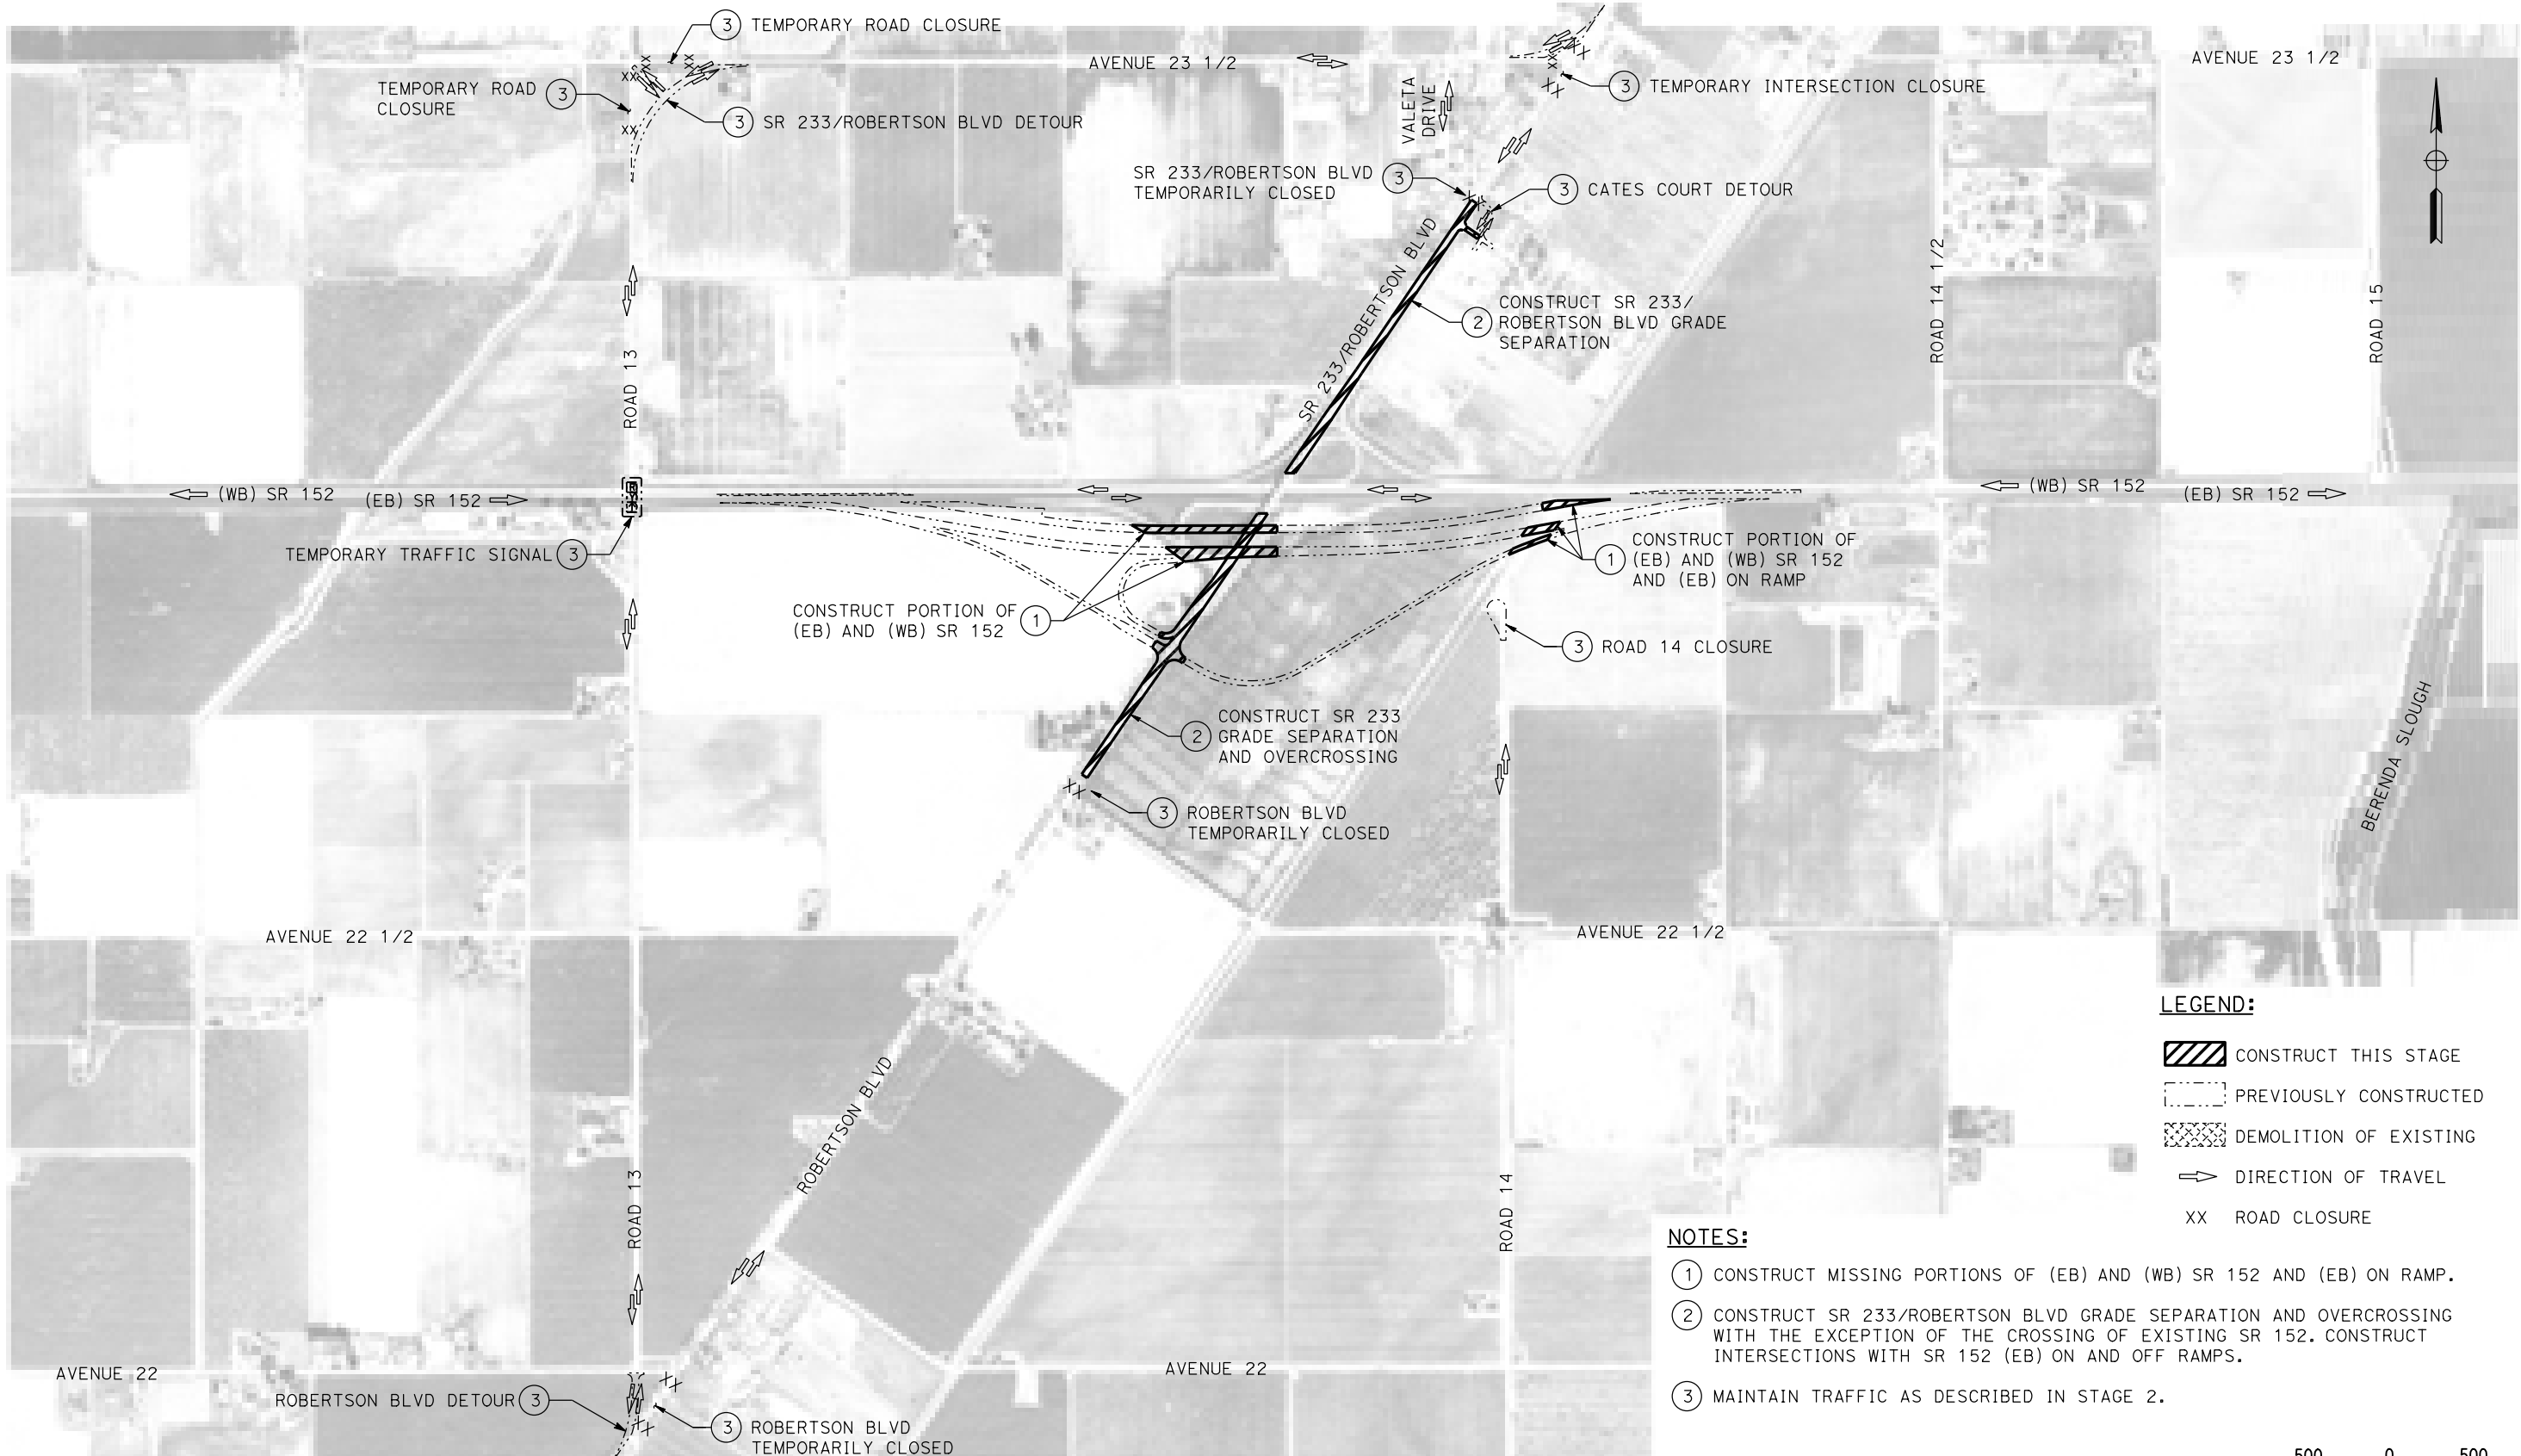 3 TEMPORARY ROAD CLOSURE
AVENUE 23 1/2
AVENUE 23 1/2
TEMPORARY ROAD
CLOSURE
3
3 TEMPORARY INTERSECTION CLOSURE
VALETA
DRIVE
3 SR 233/ROBERTSON BLVD DETOUR
SR 233/ROBERTSON BLVD
TEMPORARILY CLOSED
3
3 CATES COURT DETOUR
SR 233/ROBERTSON BLVD
2 CONSTRUCT SR 233/
ROBERTSON BLVD GRADE
SEPARATION
ROAD 14 1/2
ROAD 15
ROAD 13
(WB) SR 152
(EB) SR 152
(WB) SR 152
(EB) SR 152
TEMPORARY TRAFFIC SIGNAL 3
1 CONSTRUCT PORTION OF
(EB) AND (WB) SR 152
AND (EB) ON RAMP
CONSTRUCT PORTION OF
(EB) AND (WB) SR 152
1
3 ROAD 14 CLOSURE
2 CONSTRUCT SR 233
GRADE SEPARATION
AND OVERCROSSING
BERENDA SLOUGH
3 ROBERTSON BLVD
TEMPORARILY CLOSED
AVENUE 22 1/2
AVENUE 22 1/2
ROBERTSON BLVD
ROAD 13
ROAD 14
AVENUE 22
AVENUE 22
ROBERTSON BLVD DETOUR 3
3 ROBERTSON BLVD
TEMPORARILY CLOSED
LEGEND:
CONSTRUCT THIS STAGE
PREVIOUSLY CONSTRUCTED
DEMOLITION OF EXISTING
DIRECTION OF TRAVEL
XX ROAD CLOSURE
NOTES:
1 CONSTRUCT MISSING PORTIONS OF (EB) AND (WB) SR 152 AND (EB) ON RAMP.
2 CONSTRUCT SR 233/ROBERTSON BLVD GRADE SEPARATION AND OVERCROSSING
WITH THE EXCEPTION OF THE CROSSING OF EXISTING SR 152. CONSTRUCT
INTERSECTIONS WITH SR 152 (EB) ON AND OFF RAMPS.
3 MAINTAIN TRAFFIC AS DESCRIBED IN STAGE 2.
500 0 500